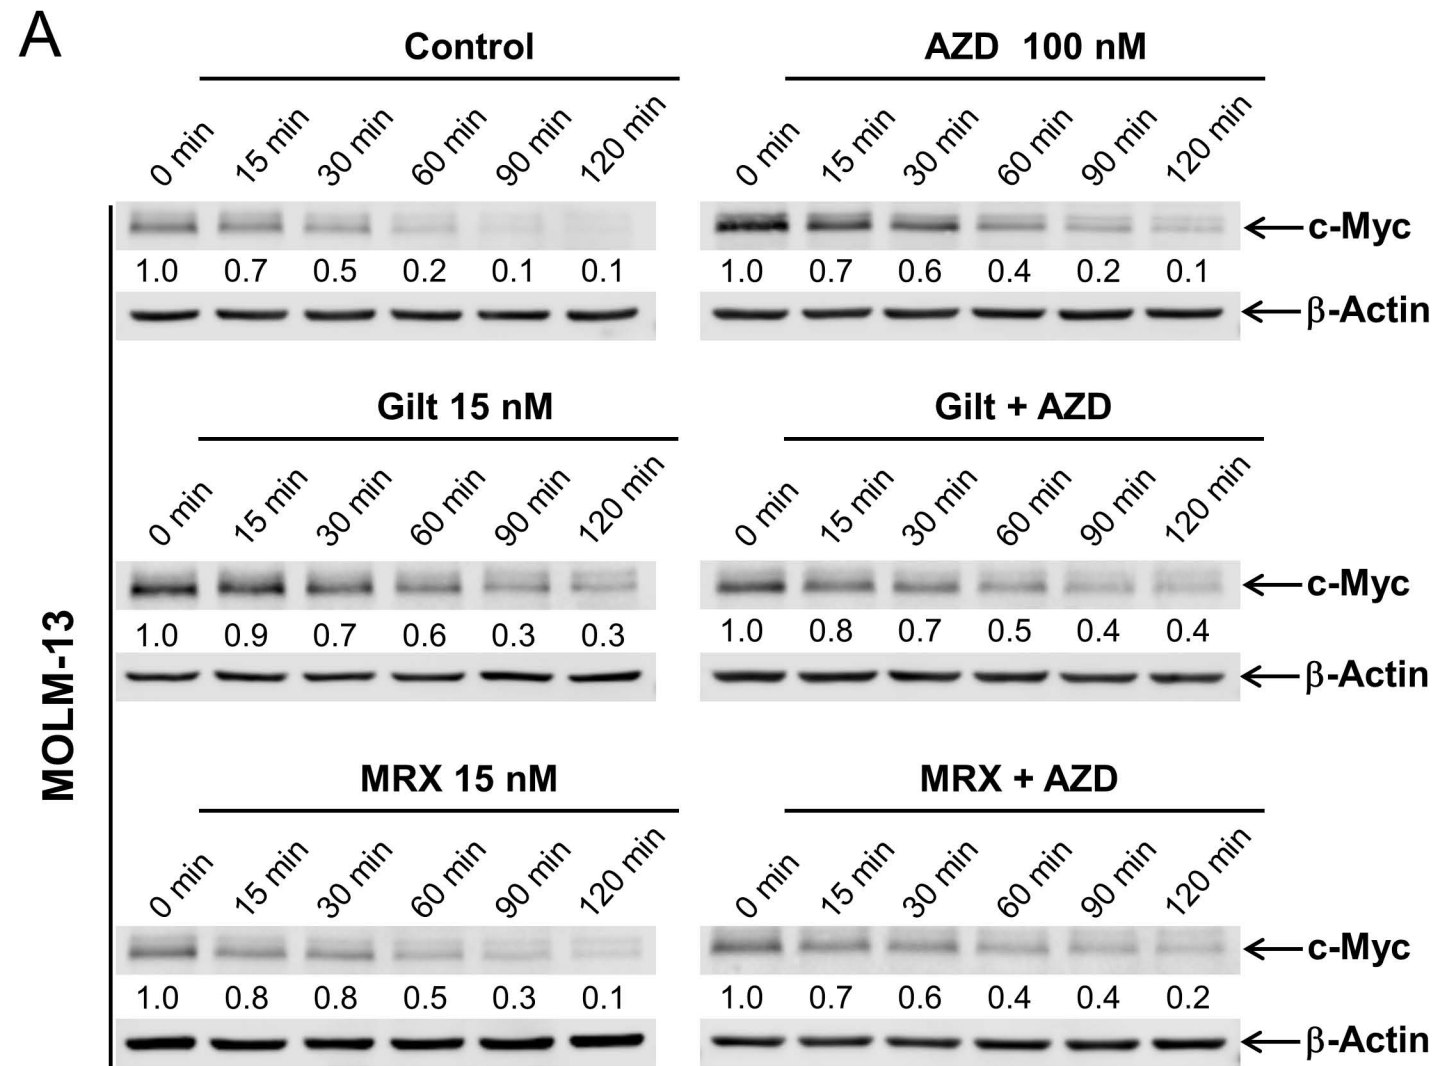 A
Control
AZD 100 nM
0 min 15 min 30 min 60 min 90 min 120 min
0 min 15 min 30 min 60 min 90 min 120 min
c-Myc
1.0 0.7 0.5 0.2 0.1 0.1
1.0 0.7 0.6 0.4 0.2 0.1
β-Actin
Gilt 15 nM
Gilt + AZD
0 min 15 min 30 min 60 min 90 min 120 min
0 min 15 min 30 min 60 min 90 min 120 min
c-Myc
1.0 0.9 0.7 0.6 0.3 0.3
1.0 0.8 0.7 0.5 0.4 0.4
β-Actin
MOLM-13
MRX 15 nM
MRX + AZD
0 min 15 min 30 min 60 min 90 min 120 min
0 min 15 min 30 min 60 min 90 min 120 min
c-Myc
1.0 0.8 0.8 0.5 0.3 0.1
1.0 0.7 0.6 0.4 0.4 0.2
β-Actin